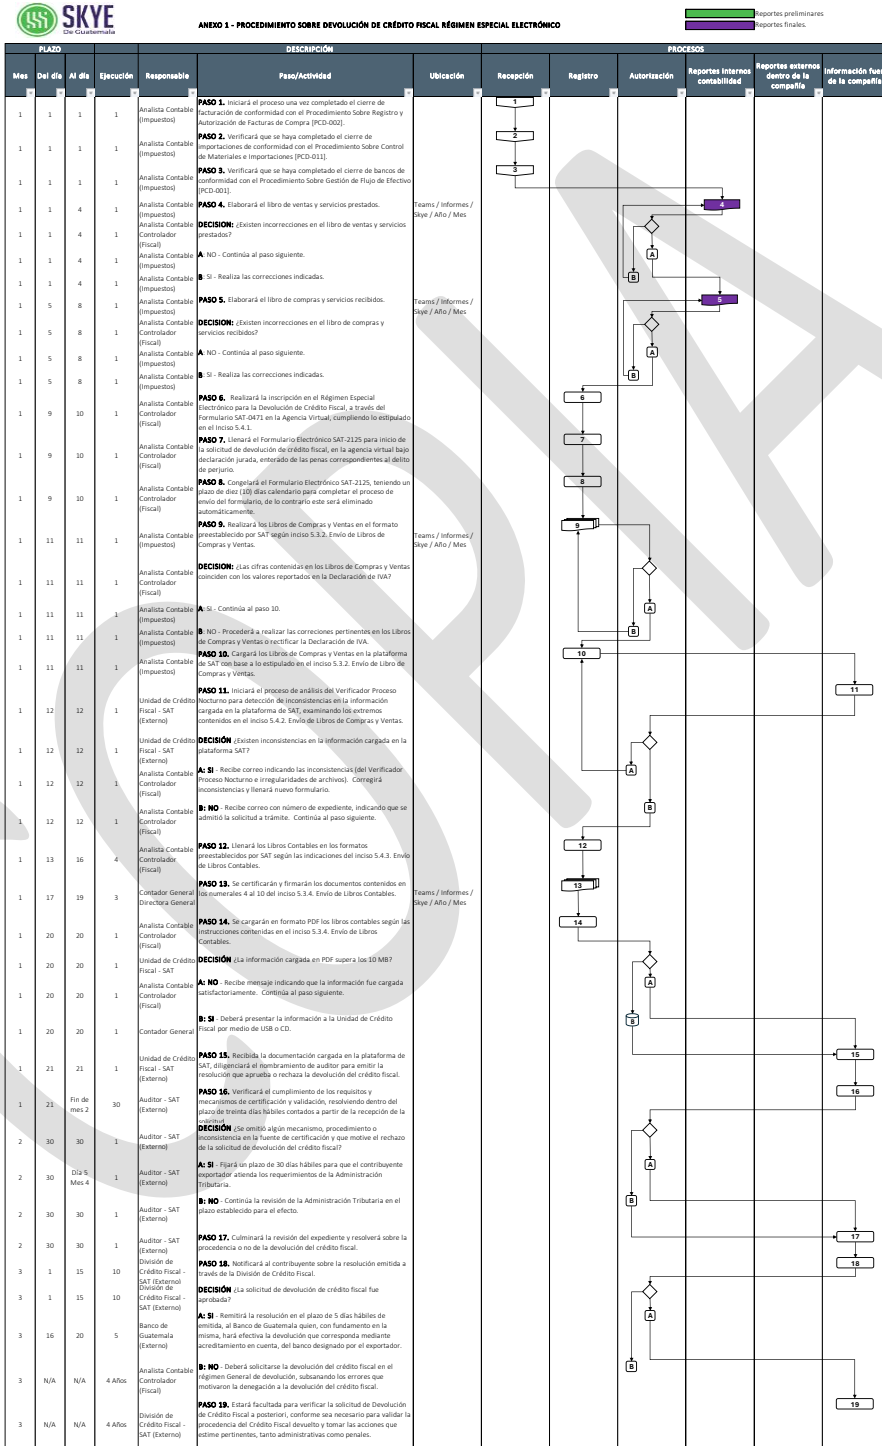 SKYE
De Guatemala
ANEXO 1 - PROCEDIMIENTO SOBRE DEVOLUCIÓN DE CRÉDITO FISCAL RÉGIMEN ESPECIAL ELECTRÓNICO
Reportes preliminares
Reportes finales.
PLAZO DESCRIPCIÓN PROCESOS
Mes Del día Al día Ejecución Responsable Paso/Actividad Ubicación Recepción Registro Autorización Reportes internos contabilidad Reportes externos dentro de la compañía Información fuera de la compañía
1 1 1 1 Analista Contable (Impuestos)
PASO 1. Iniciará el proceso una vez completado el cierre de
facturación de conformidad con el Procedimiento Sobre Registro y
Autorización de Facturas de Compra [PCD-002].
1
1 1 1 1 Analista Contable (Impuestos)
PASO 2. Verificará que se haya completado el cierre de
importaciones de conformidad con el Procedimiento Sobre Control
de Materiales e Importaciones [PCD-011].
2
1 1 1 1 Analista Contable (Impuestos)
PASO 3. Verificará que se haya completado el cierre de bancos de
conformidad con el Procedimiento Sobre Gestión de Flujo de Efectivo
[PCD-001].
3
1 1 4 1 Analista Contable (Impuestos)
PASO 4. Elaborará el libro de ventas y servicios prestados.
Teams / Informes /
Skye / Año / Mes
4
1 1 4 1 Analista Contable Controlador (Fiscal)
DECISION: ¿Existen incorrecciones en el libro de ventas y servicios
prestados?
1 1 4 1 Analista Contable (Impuestos)
A: NO - Continúa al paso siguiente.
A
1 1 4 1 Analista Contable (Impuestos)
B: SI - Realiza las correcciones indicadas.
B
1 5 8 1 Analista Contable (Impuestos)
PASO 5. Elaborará el libro de compras y servicios recibidos.
Teams / Informes /
Skye / Año / Mes
5
1 5 8 1 Analista Contable Controlador (Fiscal)
DECISION: ¿Existen incorrecciones en el libro de compras y
servicios recibidos?
1 5 8 1 Analista Contable (Impuestos)
A: NO - Continúa al paso siguiente.
A
1 5 8 1 Analista Contable (Impuestos)
B: SI - Realiza las correcciones indicadas.
B
1 9 10 1 Analista Contable Controlador (Fiscal)
PASO 6. Realizará la inscripción en el Régimen Especial
Electrónico para la Devolución de Crédito Fiscal, a través del
Formulario SAT-0471 en la Agencia Virtual, cumpliendo lo estipulado
en el Inciso 5.4.1.
6
1 9 10 1 Analista Contable Controlador (Fiscal)
PASO 7. Llenará el Formulario Electrónico SAT-2125 para inicio de
la solicitud de devolución de crédito fiscal, en la agencia virtual bajo
declaración jurada, enterado de las penas correspondientes al delito
de perjurio.
7
1 9 10 1 Analista Contable Controlador (Fiscal)
PASO 8. Congelará el Formulario Electrónico SAT-2125, teniendo un
plazo de diez (10) días calendario para completar el proceso de
envío del formulario, de lo contrario este será eliminado
automáticamente.
8
1 11 11 1 Analista Contable (Impuestos)
PASO 9. Realizará los Libros de Compras y Ventas en el formato
preestablecido por SAT según inciso 5.3.2. Envío de Libros de
Compras y Ventas.
Teams / Informes /
Skye / Año / Mes
9
1 11 11 1 Analista Contable Controlador (Fiscal)
DECISION: ¿Las cifras contenidas en los Libros de Compras y Ventas
coinciden con los valores reportados en la Declaración de IVA?
1 11 11 1 Analista Contable (Impuestos)
A: SI - Continúa al paso 10.
A
1 11 11 1 Analista Contable (Impuestos)
B: NO - Procederá a realizar las correciones pertinentes en los Libros
de Compras y Ventas o rectificar la Declaración de IVA.
B
1 11 11 1 Analista Contable (Impuestos)
PASO 10. Cargará los Libros de Compras y Ventas en la plataforma
de SAT con base a lo estipulado en el inciso 5.3.2. Envío de Libro de
Compras y Ventas.
10
1 12 12 1 Unidad de Crédito Fiscal - SAT (Externo)
PASO 11. Iniciará el proceso de análisis del Verificador Proceso
Nocturno para detección de inconsistencias en la información
cargada en la plataforma de SAT, examinando los extremos
contenidos en el inciso 5.4.2. Envío de Libros de Compras y Ventas.
11
1 12 12 1 Unidad de Crédito Fiscal - SAT (Externo)
DECISIÓN ¿Existen inconsistencias en la información cargada en la
plataforma SAT?
1 12 12 1 Analista Contable Controlador (Fiscal)
A: SI - Recibe correo indicando las inconsistencias (del Verificador
Proceso Nocturno e irregularidades de archivos). Corregirá
inconsistencias y llenará nuevo formulario.
A
1 12 12 1 Analista Contable Controlador (Fiscal)
B: NO - Recibe correo con número de expediente, indicando que se
admitió la solicitud a trámite. Continúa al paso siguiente.
B
1 13 16 4 Analista Contable Controlador (Fiscal)
PASO 12. Llenará los Libros Contables en los formatos
preestablecidos por SAT según las indicaciones del inciso 5.4.3. Envío
de Libros Contables.
12
1 17 19 3 Contador General Directora General
PASO 13. Se certificarán y firmarán los documentos contenidos en
los numerales 4 al 10 del inciso 5.3.4. Envío de Libros Contables.
Teams / Informes /
Skye / Año / Mes
13
1 20 20 1 Analista Contable Controlador (Fiscal)
PASO 14. Se cargarán en formato PDF los libros contables según las
instrucciones contenidas en el inciso 5.3.4. Envío de Libros
Contables.
14
1 20 20 1 Unidad de Crédito Fiscal - SAT
DECISIÓN ¿La información cargada en PDF supera los 10 MB?
1 20 20 1 Analista Contable Controlador (Fiscal)
A: NO - Recibe mensaje indicando que la información fue cargada
satisfactoriamente. Continúa al paso siguiente.
A
1 20 20 1 Contador General
B: SI - Deberá presentar la información a la Unidad de Crédito
Fiscal por medio de USB o CD.
B
1 21 21 1 Unidad de Crédito Fiscal - SAT (Externo)
PASO 15. Recibida la documentación cargada en la plataforma de
SAT, diligenciará el nombramiento de auditor para emitir la
resolución que aprueba o rechaza la devolución del crédito fiscal.
15
1 21 Fin de mes 2 30 Auditor - SAT (Externo)
PASO 16. Verificará el cumplimiento de los requisitos y
mecanismos de certificación y validación, resolviendo dentro del
plazo de treinta días hábiles contados a partir de la recepción de la
solicitud.
16
2 30 30 1 Auditor - SAT (Externo)
DECISIÓN ¿Se omitió algún mecanismo, procedimiento o
inconsistencia en la fuente de certificación y que motive el rechazo
de la solicitud de devolución del crédito fiscal?
2 30 Día 5 Mes 4 1 Auditor - SAT (Externo)
A: SI - Fijará un plazo de 30 días hábiles para que el contribuyente
exportador atienda los requerimientos de la Administración
Tributaria.
A
2 30 30 1 Auditor - SAT (Externo)
B: NO - Continúa la revisión de la Administración Tributaria en el
plazo establecido para el efecto.
B
2 30 30 1 Auditor - SAT (Externo)
PASO 17. Culminará la revisión del expediente y resolverá sobre la
procedencia o no de la devolución del crédito fiscal.
17
3 1 15 10 División de Crédito Fiscal - SAT (Externo)
PASO 18. Notificará al contribuyente sobre la resolución emitida a
través de la División de Crédito Fiscal.
18
3 1 15 10 División de Crédito Fiscal - SAT (Externo)
DECISIÓN ¿La solicitud de devolución de crédito fiscal fue
aprobada?
3 16 20 5 Banco de Guatemala (Externo)
A: SI - Remitirá la resolución en el plazo de 5 días hábiles de
emitida, al Banco de Guatemala quien, con fundamento en la
misma, hará efectiva la devolución que corresponda mediante
acreditamiento en cuenta, del banco designado por el exportador.
A
3 N/A N/A 4 Años Analista Contable Controlador (Fiscal)
B: NO - Deberá solicitarse la devolución del crédito fiscal en el
régimen General de devolución, subsanando los errores que
motivaron la denegación a la devolución del crédito fiscal.
B
3 N/A N/A 4 Años División de Crédito Fiscal - SAT (Externo)
PASO 19. Estará facultada para verificar la solicitud de Devolución
de Crédito Fiscal a posteriori, conforme sea necesario para validar la
procedencia del Crédito Fiscal devuelto y tomar las acciones que
estime pertinentes, tanto administrativas como penales.
19
COPIA